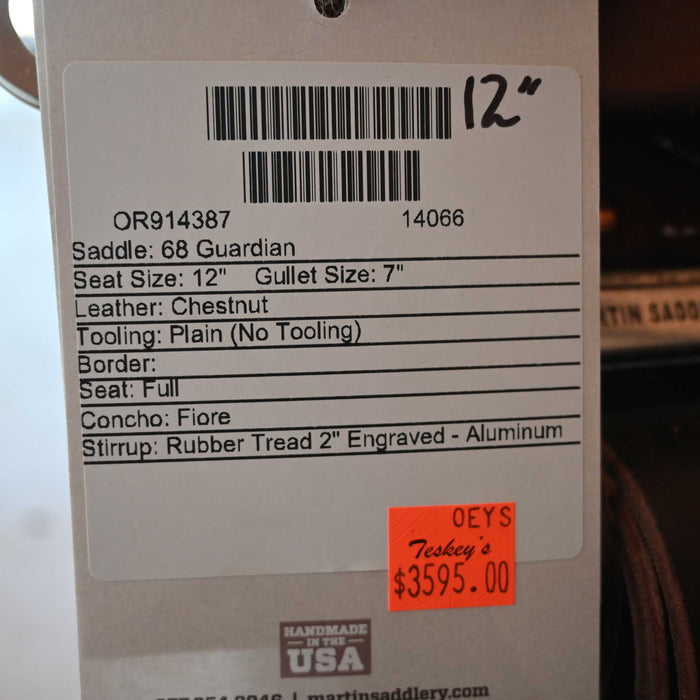 12"
OR914387 14066
Saddle: 68 Guardian
Seat Size: 12" Gullet Size: 7"
Leather: Chestnut
Tooling: Plain (No Tooling)
Border:
Seat: Full
Concho: Fiore
Stirrup: Rubber Tread 2" Engraved - Aluminum
OEYS
Teskey's
$3595.00
HANDMADE
IN THE
USA
| martinsaddlery.com
RTIN SADD